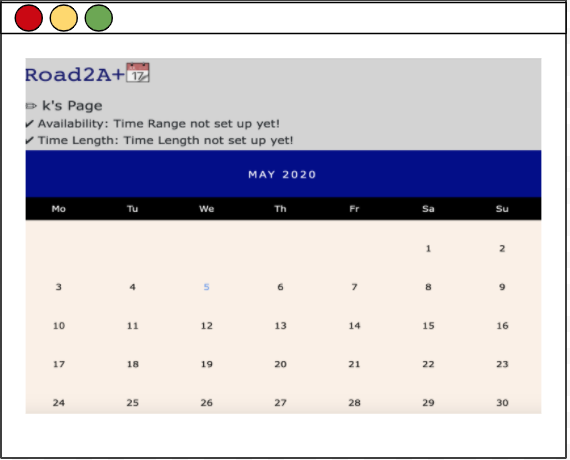 Road2A+ 17
✏ k's Page
✔ Availability: Time Range not set up yet!
✔ Time Length: Time Length not set up yet!
MAY 2020
Mo Tu We Th Fr Sa Su
1 2
3 4 5 6 7 8 9
10 11 12 13 14 15 16
17 18 19 20 21 22 23
24 25 26 27 28 29 30